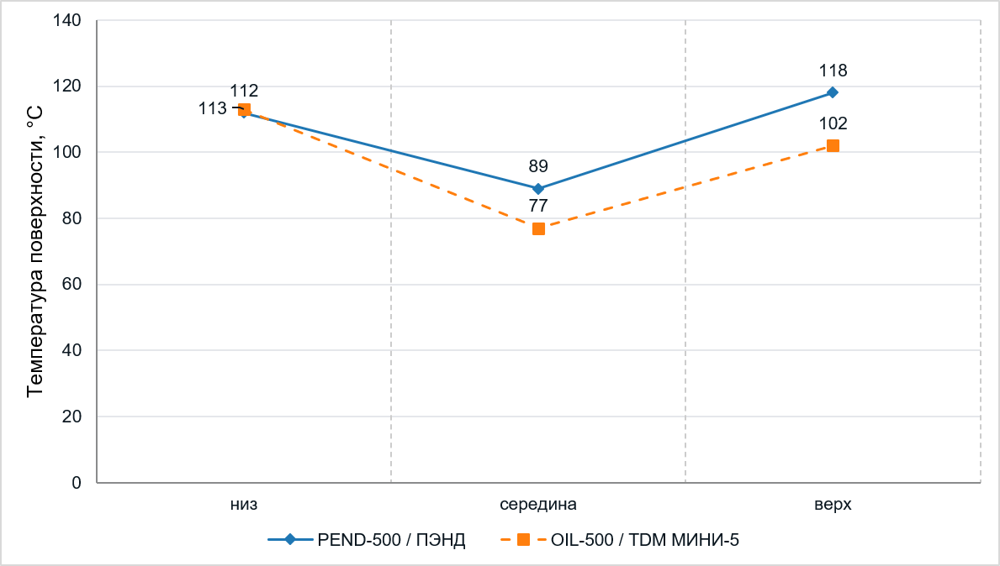 140
120
100
80
60
40
20
0
Температура поверхности, °С
112
113
118
102
89
77
низ
середина
верх
PEND-500 / ПЭНД
OIL-500 / TDM МИНИ-5